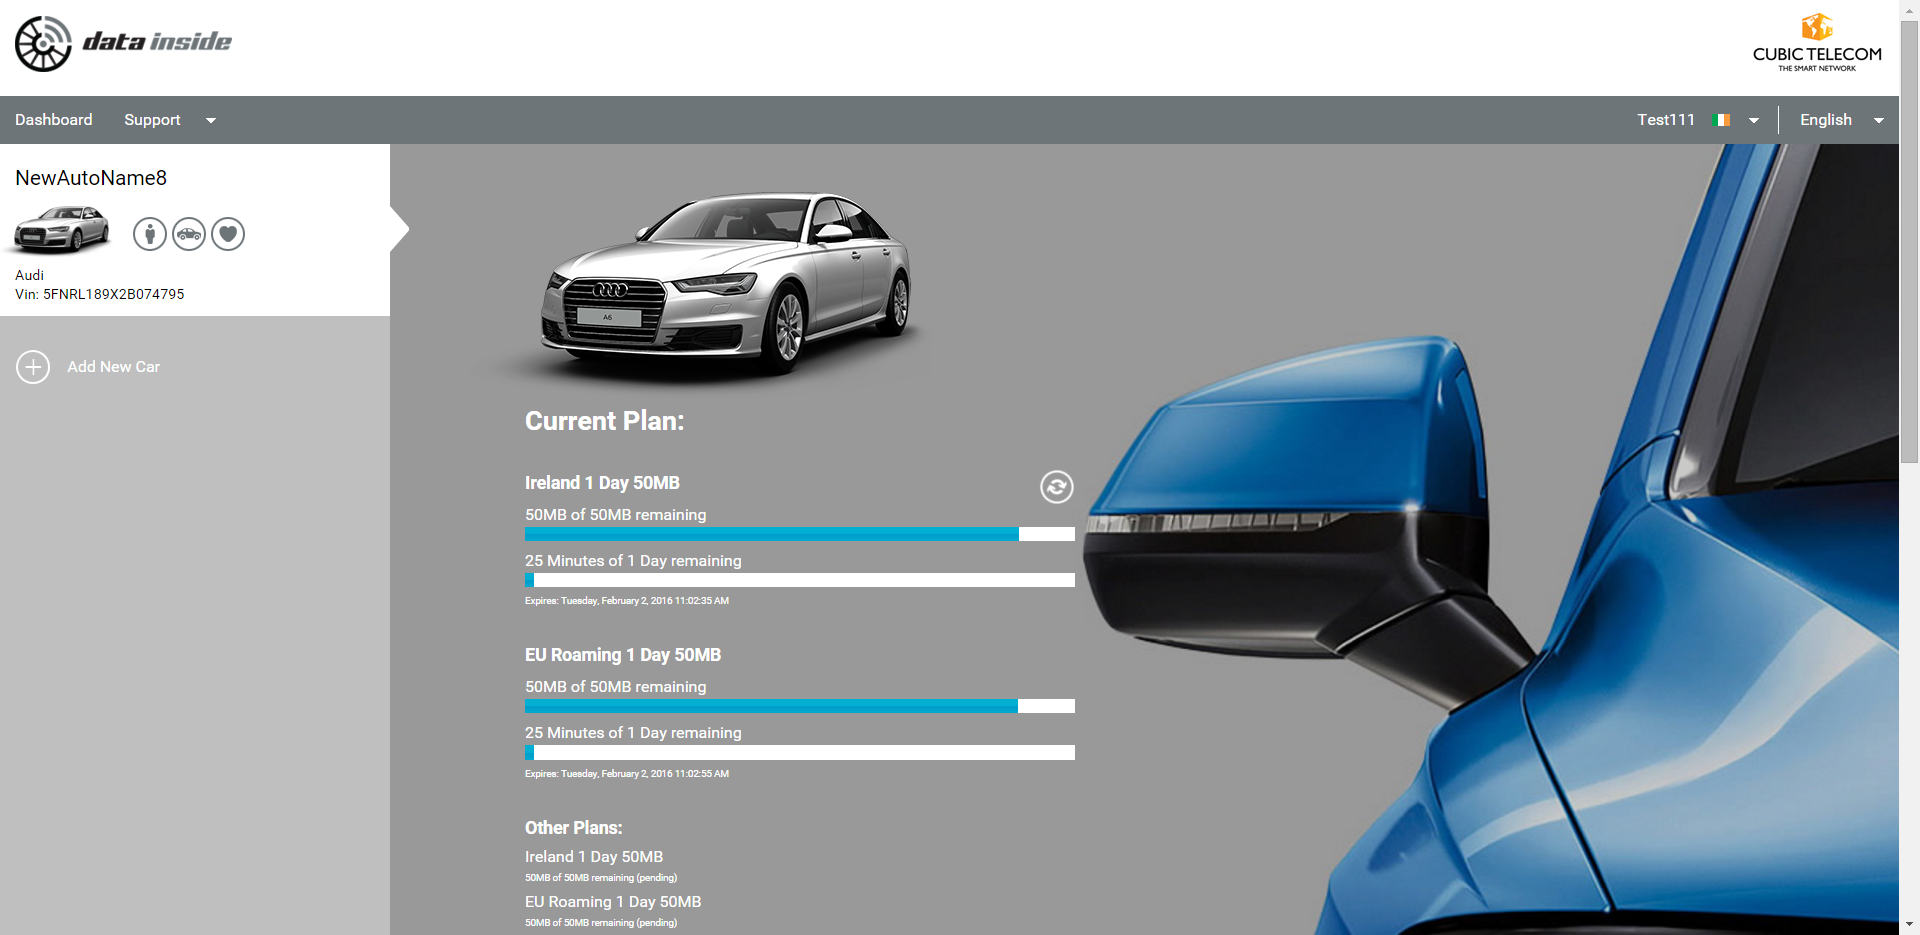 data inside
CUBIC TELECOM
THE SMART NETWORK
Dashboard
Support
Test111
English
NewAutoName8
Audi
Vin: 5FNRL189X2B074795
Add New Car
A6
Current Plan:
Ireland 1 Day 50MB
50MB of 50MB remaining
25 Minutes of 1 Day remaining
Expires: Tuesday, February 2, 2016 11:02:35 AM
EU Roaming 1 Day 50MB
50MB of 50MB remaining
25 Minutes of 1 Day remaining
Expires: Tuesday, February 2, 2016 11:02:55 AM
Other Plans:
Ireland 1 Day 50MB
50MB of 50MB remaining (pending)
EU Roaming 1 Day 50MB
50MB of 50MB remaining (pending)